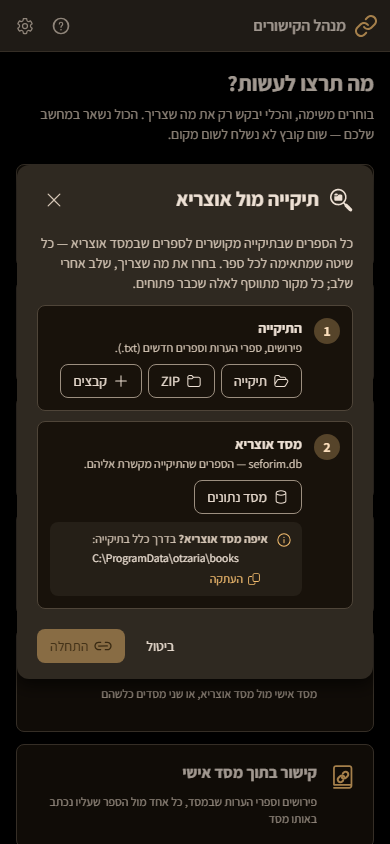 מנהל הקישורים
מה תרצו לעשות?
בוחרים משימה, והכלי יבקש רק את מה שצריך. הכול נשאר במחשב
שלכם — שום קובץ לא נשלח לשום מקום.
תיקייה מול אוצריא
כל הספרים שבתיקייה מקושרים לספרים שבמסד אוצריא — כל
שיטה שמתאימה לכל ספר. בחרו את מה שצריך, שלב אחרי
שלב; כל מקור מתווסף לאלה שכבר פתוחים.
1
התיקייה
פירושים, ספרי הערות וספרים חדשים (txt.).
תיקייה
ZIP
קבצים
2
מסד אוצריא
seforim.db — הספרים שהתיקייה מקשרת אליהם.
מסד נתונים
איפה מסד אוצריא? בדרך כלל בתיקייה:
C:\ProgramData\otzaria\books
העתקה
ביטול
התחלה
מסד אישי מול מסד אוצריא, או שני מסדים כלשהם
קישור בתוך מסד אישי
פירושים וספרי הערות שבמסד, כל אחד מול הספר שעליו נכתב
באותו מסד